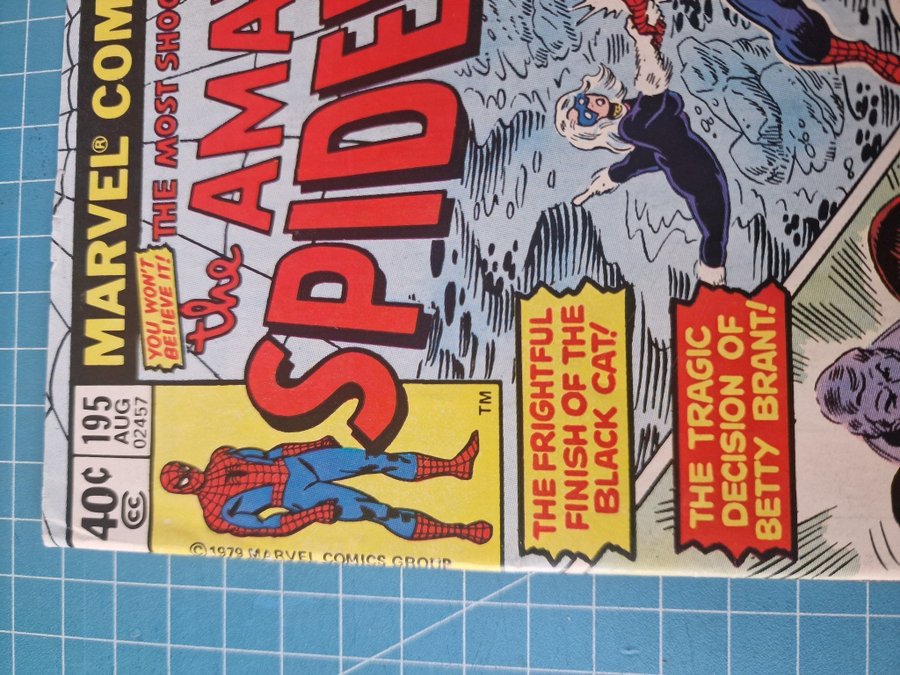 MARVEL® COM
YOU WON'T
BELIEVE IT!
THE MOST SHOC
the AMA
SPIDE
40¢
195
AUG
02457
CC
TM
© 1979 MARVEL COMICS GROUP
THE FRIGHTFUL
FINISH OF THE
BLACK CAT!
THE TRAGIC
DECISION OF
BETTY BRANT!